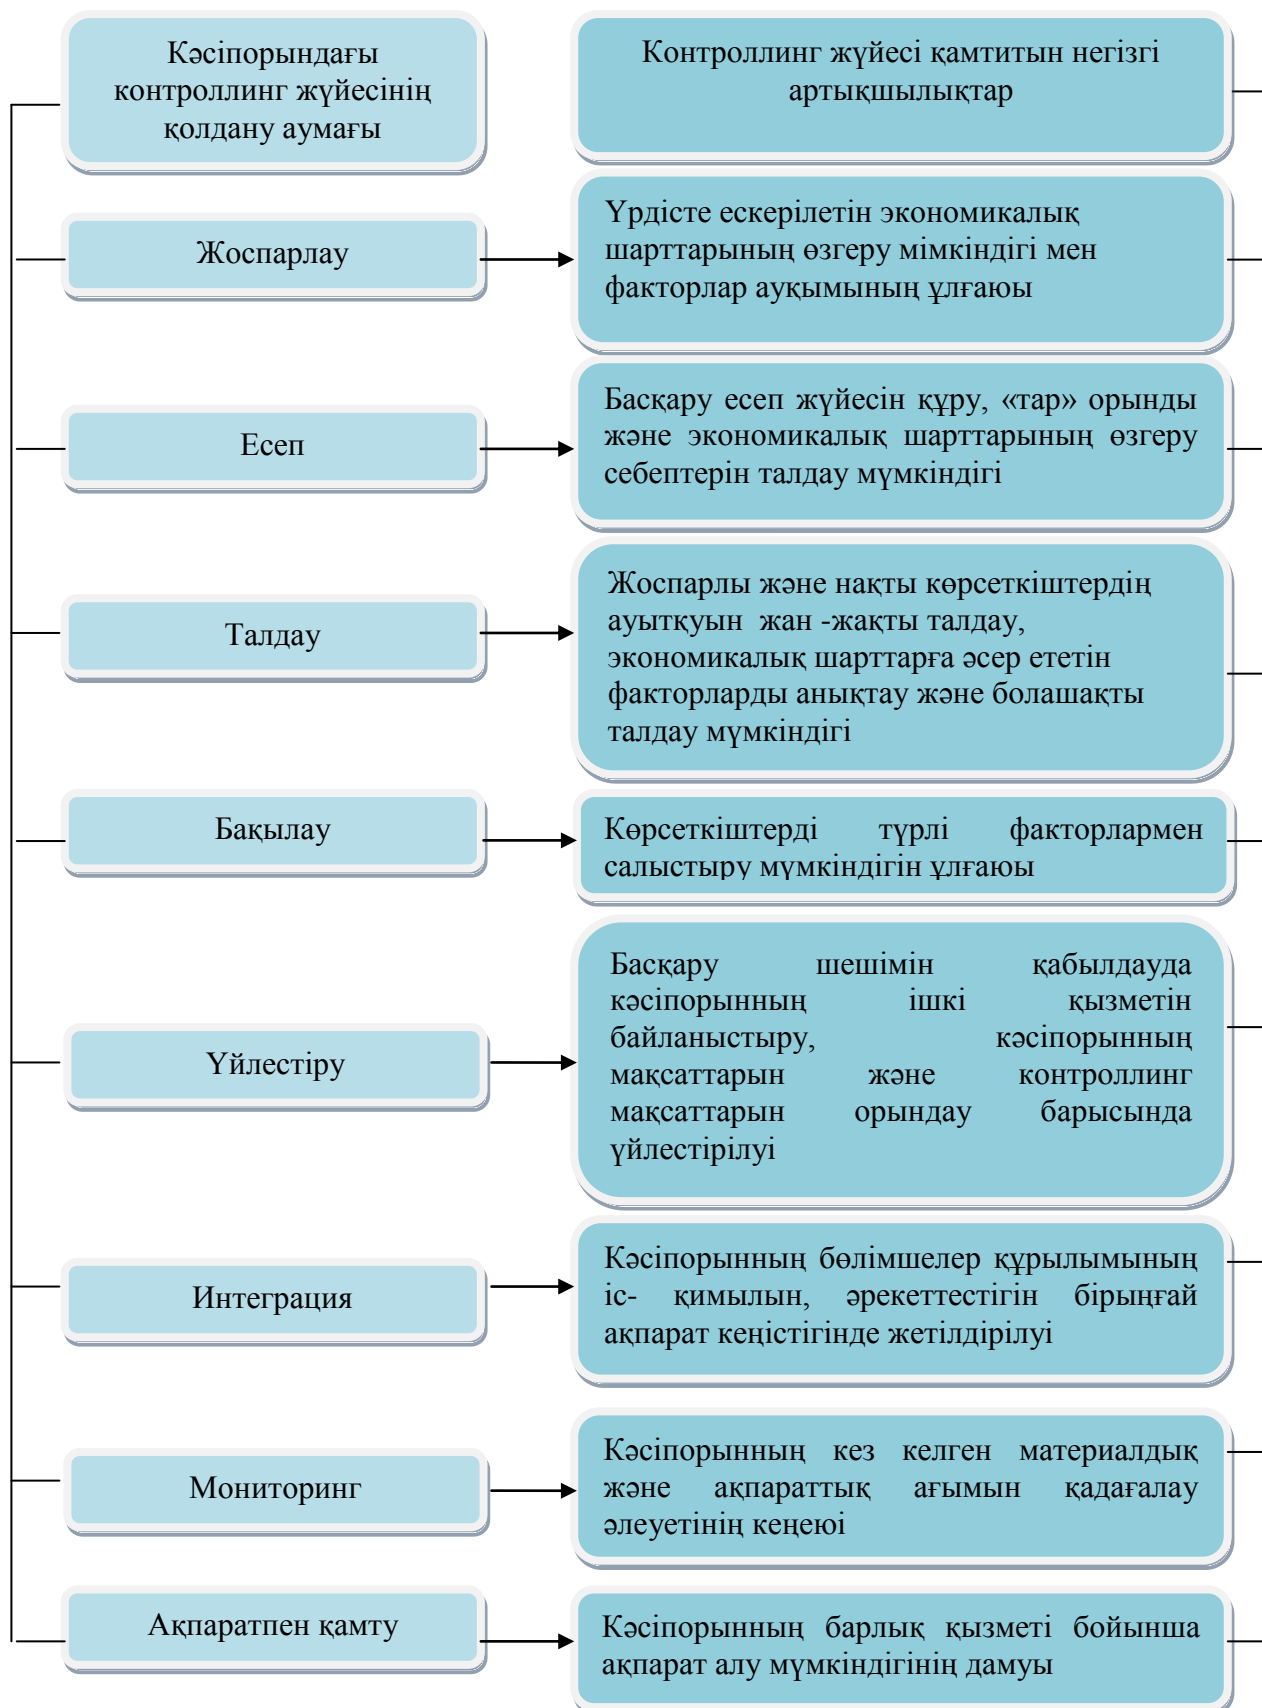 Кәсіпорындағы
контроллинг жүйесінің
қолдану аумағы
Контроллинг жүйесі қамтитын негізгі
артықшылықтар
Жоспарлау
Үрдісте ескерілетін экономикалық
шарттарының өзгеру мімкіндігі мен
факторлар ауқымының ұлғаюы
Есеп
Басқару есеп жүйесін құру, «тар» орынды
және экономикалық шарттарының өзгеру
себептерін талдау мүмкіндігі
Талдау
Жоспарлы және нақты көрсеткіштердің
ауытқуын жан -жақты талдау,
экономикалық шарттарға әсер ететін
факторларды анықтау және болашақты
талдау мүмкіндігі
Бақылау
Көрсеткіштерді түрлі факторлармен
салыстыру мүмкіндігін ұлғаюы
Үйлестіру
Басқару шешімін қабылдауда
кәсіпорынның ішкі қызметін
байланыстыру, кәсіпорынның
мақсаттарын және контроллинг
мақсаттарын орындау барысында
үйлестірілуі
Интеграция
Кәсіпорынның бөлімшелер құрылымының
іс- қимылын, әрекеттестігін бірыңғай
ақпарат кеңістігінде жетілдірілуі
Мониторинг
Кәсіпорынның кез келген материалдық
және ақпараттық ағымын қадағалау
әлеуетінің кеңеюі
Ақпаратпен қамту
Кәсіпорынның барлық қызметі бойынша
ақпарат алу мүмкіндігінің дамуы